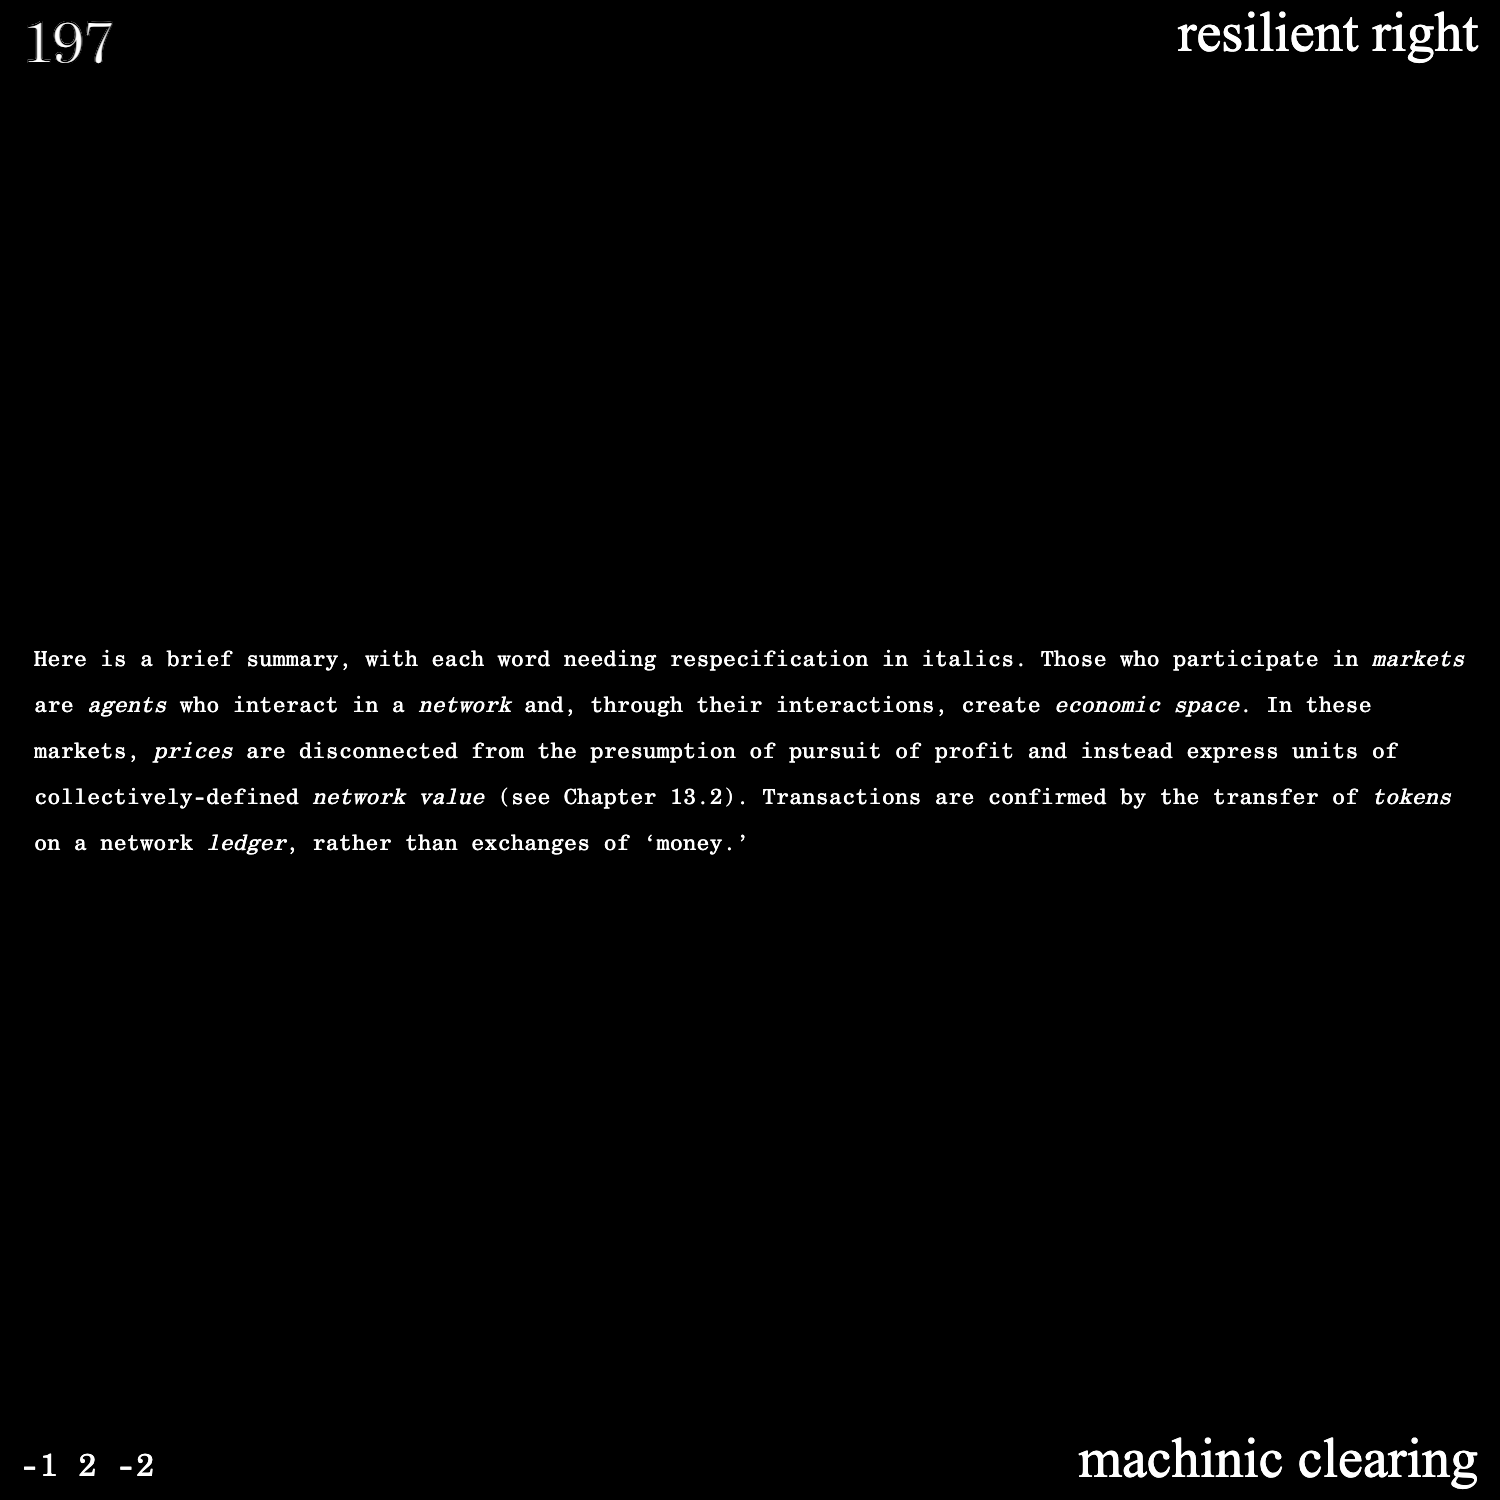 197
resilient right
Here is a brief summary, with each word needing respecification in italics. Those who participate in markets
are agents who interact in a network and, through their interactions, create economic space. In these
markets, prices are disconnected from the presumption of pursuit of profit and instead express units of
collectively-defined network value (see Chapter 13.2). Transactions are confirmed by the transfer of tokens
on a network ledger, rather than exchanges of ‘money.’
-1 2 -2
machinic clearing